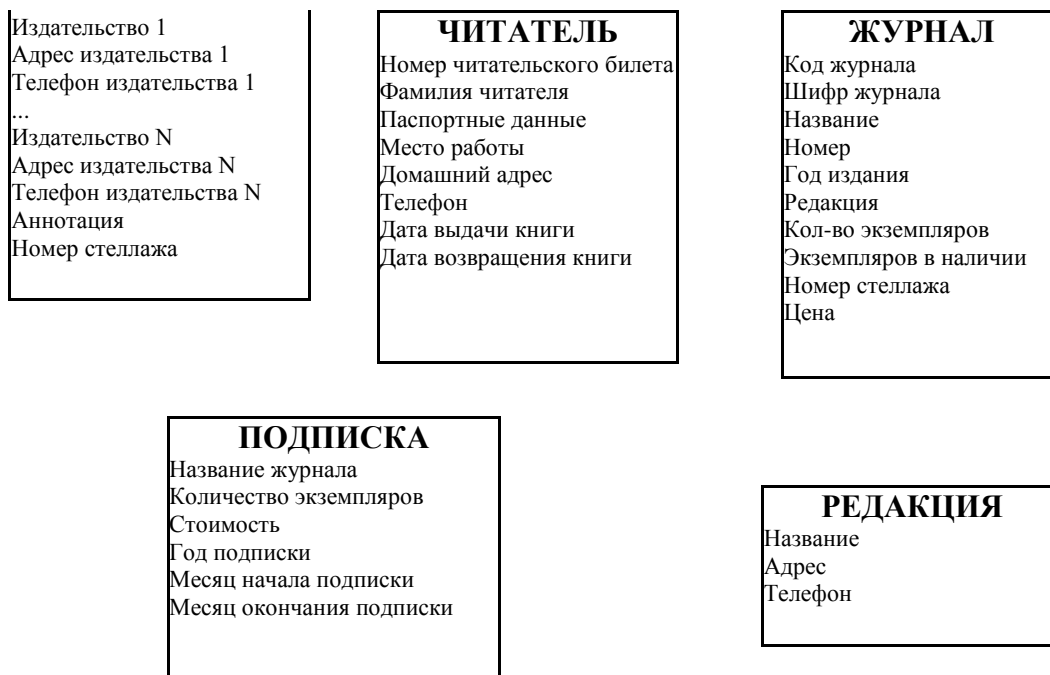 Издательство 1
Адрес издательства 1
Телефон издательства 1
...
Издательство N
Адрес издательства N
Телефон издательства N
Аннотация
Номер стеллажа
ЧИТАТЕЛЬ
Номер читательского билета
Фамилия читателя
Паспортные данные
Место работы
Домашний адрес
Телефон
Дата выдачи книги
Дата возвращения книги
ЖУРНАЛ
Код журнала
Шифр журнала
Название
Номер
Год издания
Редакция
Кол-во экземпляров
Экземпляров в наличии
Номер стеллажа
Цена
ПОДПИСКА
Название журнала
Количество экземпляров
Стоимость
Год подписки
Месяц начала подписки
Месяц окончания подписки
РЕДАКЦИЯ
Название
Адрес
Телефон